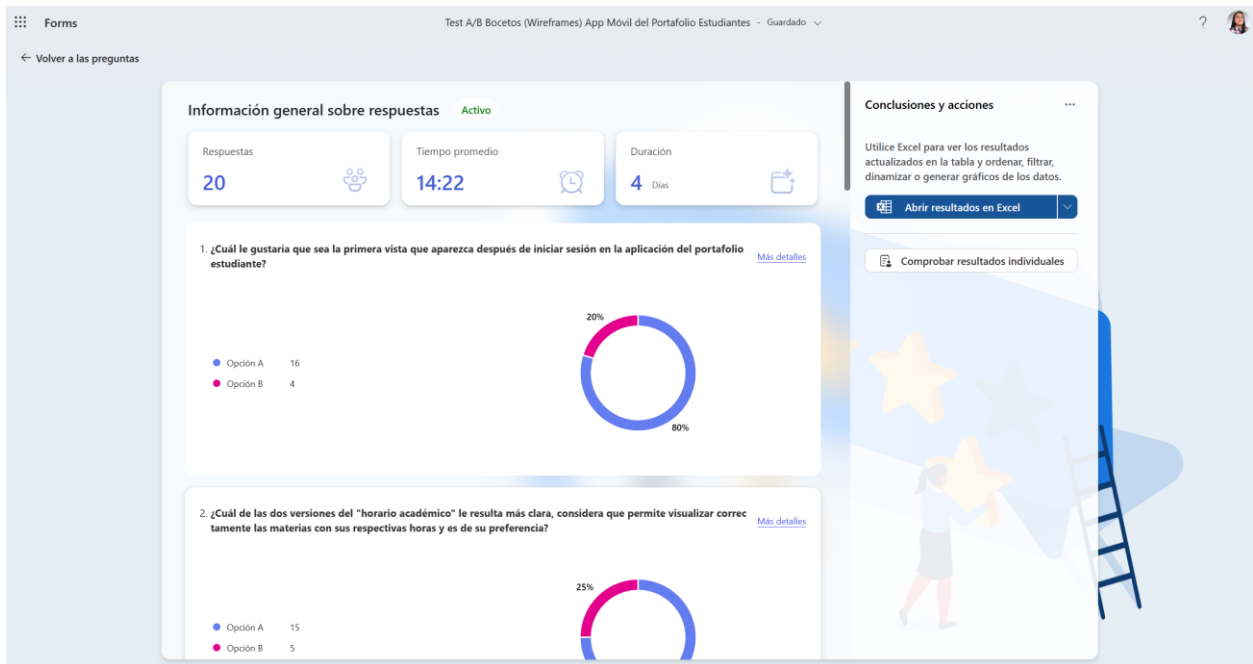 Forms
Test A/B Bocetos (Wireframes) App Móvil del Portafolio Estudiantes - Guardado
?
Volver a las preguntas
Información general sobre respuestas Activo
Respuestas
20
Tiempo promedio
14:22
Duración
4 Días
1. ¿Cuál le gustaría que sea la primera vista que aparezca después de iniciar sesión en la aplicación del portafolio
estudiante?
Más detalles
Opción A 16
Opción B 4
20%
80%
2. ¿Cuál de las dos versiones del "horario académico" le resulta más clara, considera que permite visualizar correc
tamente las materias con sus respectivas horas y es de su preferencia?
Más detalles
25%
Opción A 15
Opción B 5
Conclusiones y acciones
Utilice Excel para ver los resultados
actualizados en la tabla y ordenar, filtrar,
dinamizar o generar gráficos de los datos.
Abrir resultados en Excel
Comprobar resultados individuales